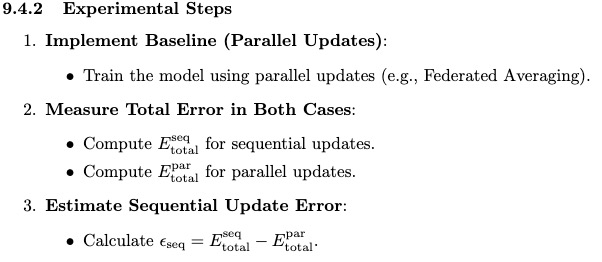 9.4.2 Experimental Steps
1. Implement Baseline (Parallel Updates):
• Train the model using parallel updates (e.g., Federated Averaging).
2. Measure Total Error in Both Cases:
• Compute $E_{\text{total}}^{\text{seq}}$ for sequential updates.
• Compute $E_{\text{total}}^{\text{par}}$ for parallel updates.
3. Estimate Sequential Update Error:
• Calculate $\epsilon_{\text{seq}} = E_{\text{total}}^{\text{seq}} - E_{\text{total}}^{\text{par}}$.